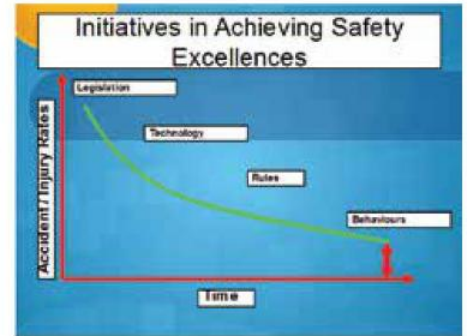 Initiatives in Achieving Safety
Excellences
Legislation
Technology
Rules
Behaviours
Accident/Injury Rates
Time